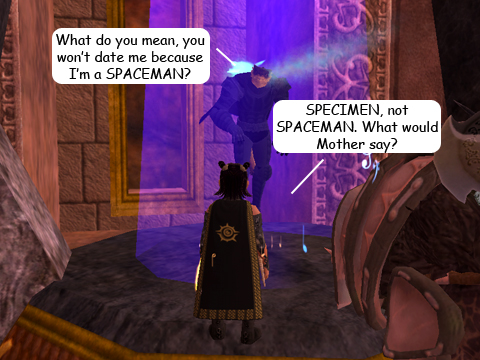 What do you mean, you
won't date me because
I'm a SPACEMAN?
SPECIMEN, not
SPACEMAN. What would
Mother say?